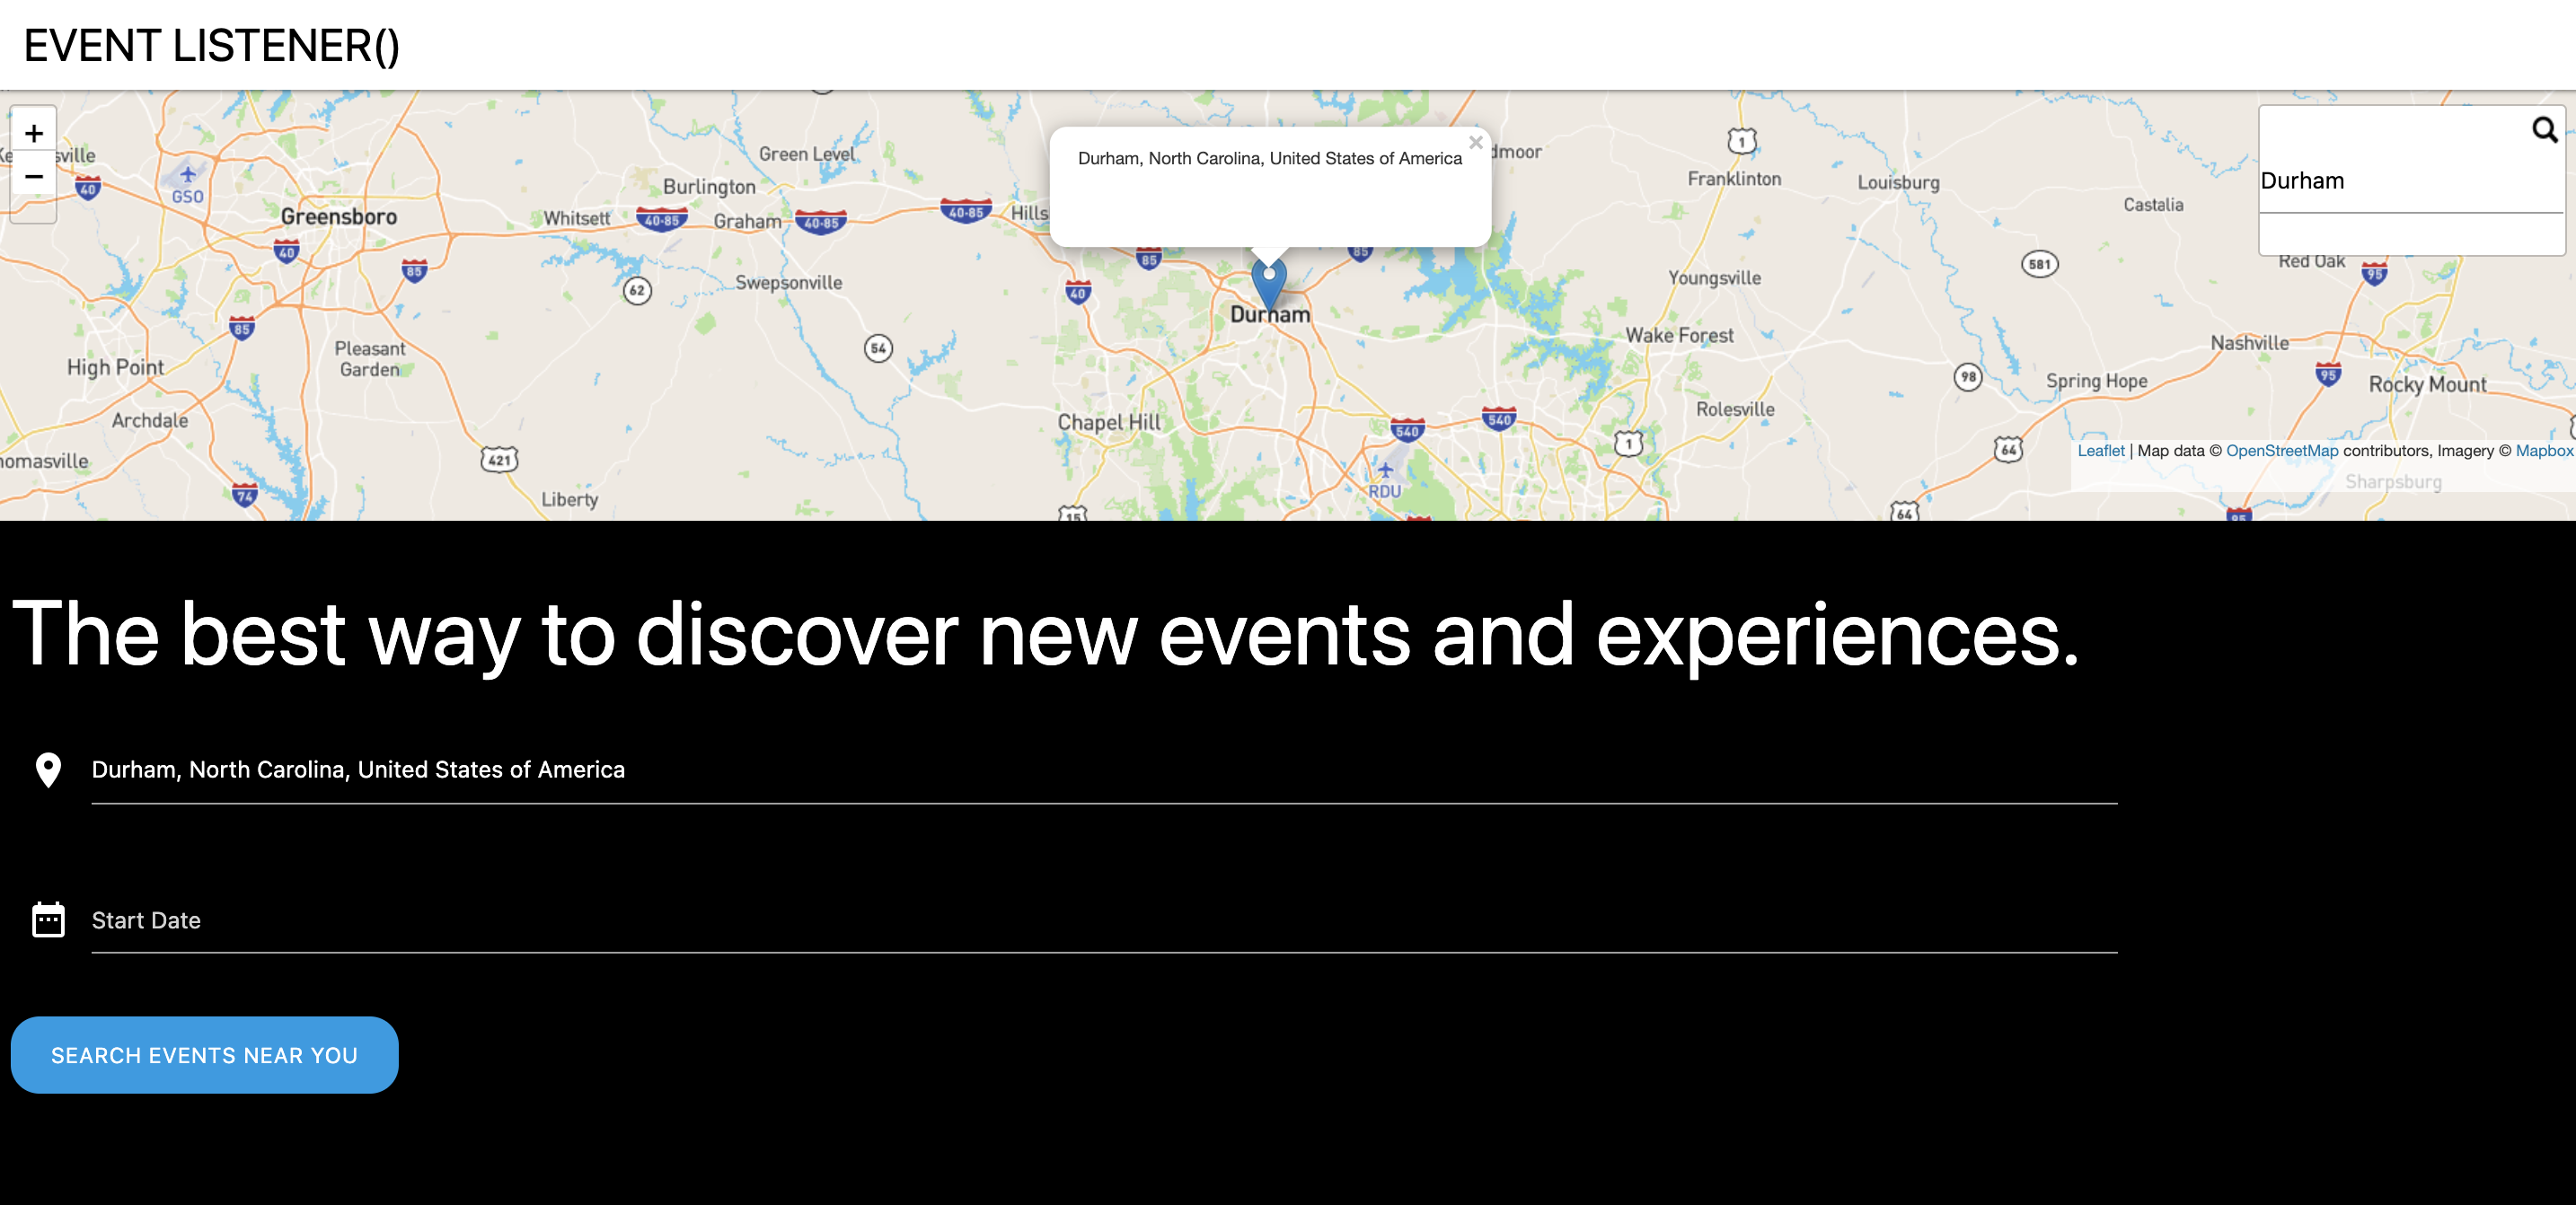 EVENT LISTENER()
+
−
Durham, North Carolina, United States of America
×
Durham
Green Level
Franklinton
Louisburg
Castalia
GSO
Burlington
Greensboro
Whitsett
Graham
40
40-85
40-85
40-85
Hills
1
40
85
62
Swepsonville
85
85
40
Durham
Youngsville
581
Red Oak
95
85
Pleasant
Garden
High Point
54
Wake Forest
Nashville
98
Spring Hope
95
Rocky Mount
Archdale
Chapel Hill
540
540
Rolesville
1
64
421
74
Liberty
RDU
15
64
Sharpsburg
95
Leaflet | Map data © OpenStreetMap contributors, Imagery © Mapbox
The best way to discover new events and experiences.
Durham, North Carolina, United States of America
Start Date
SEARCH EVENTS NEAR YOU